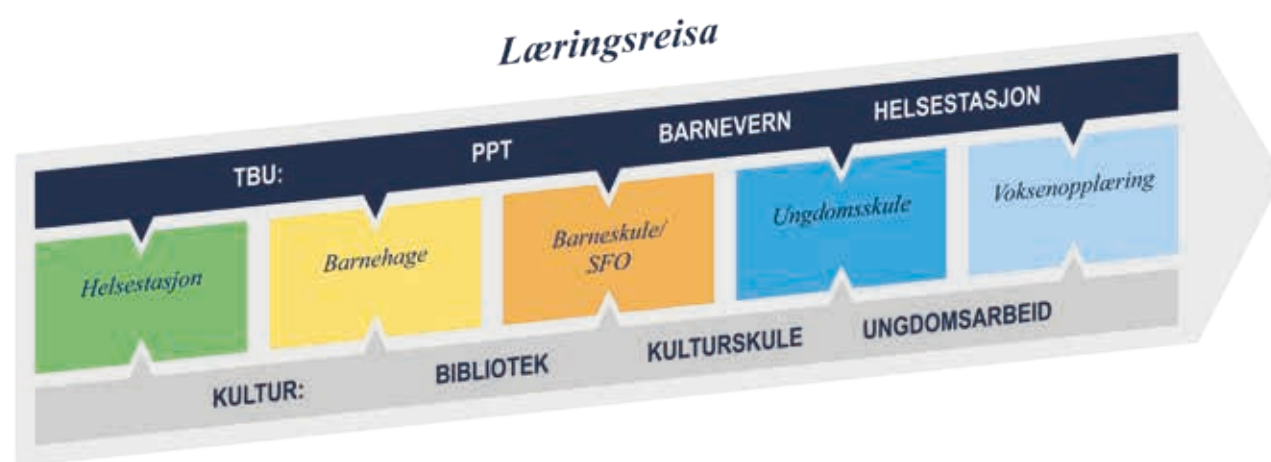 Læringsreisa
TBU: PPT BARNEVERN HELSESTASJON
Helsestasjon
Barnehage
Barneskule/
SFO
Ungdomsskule
Voksenopplæring
KULTUR: BIBLIOTEK KULTURSKULE UNGDOMSARBEID